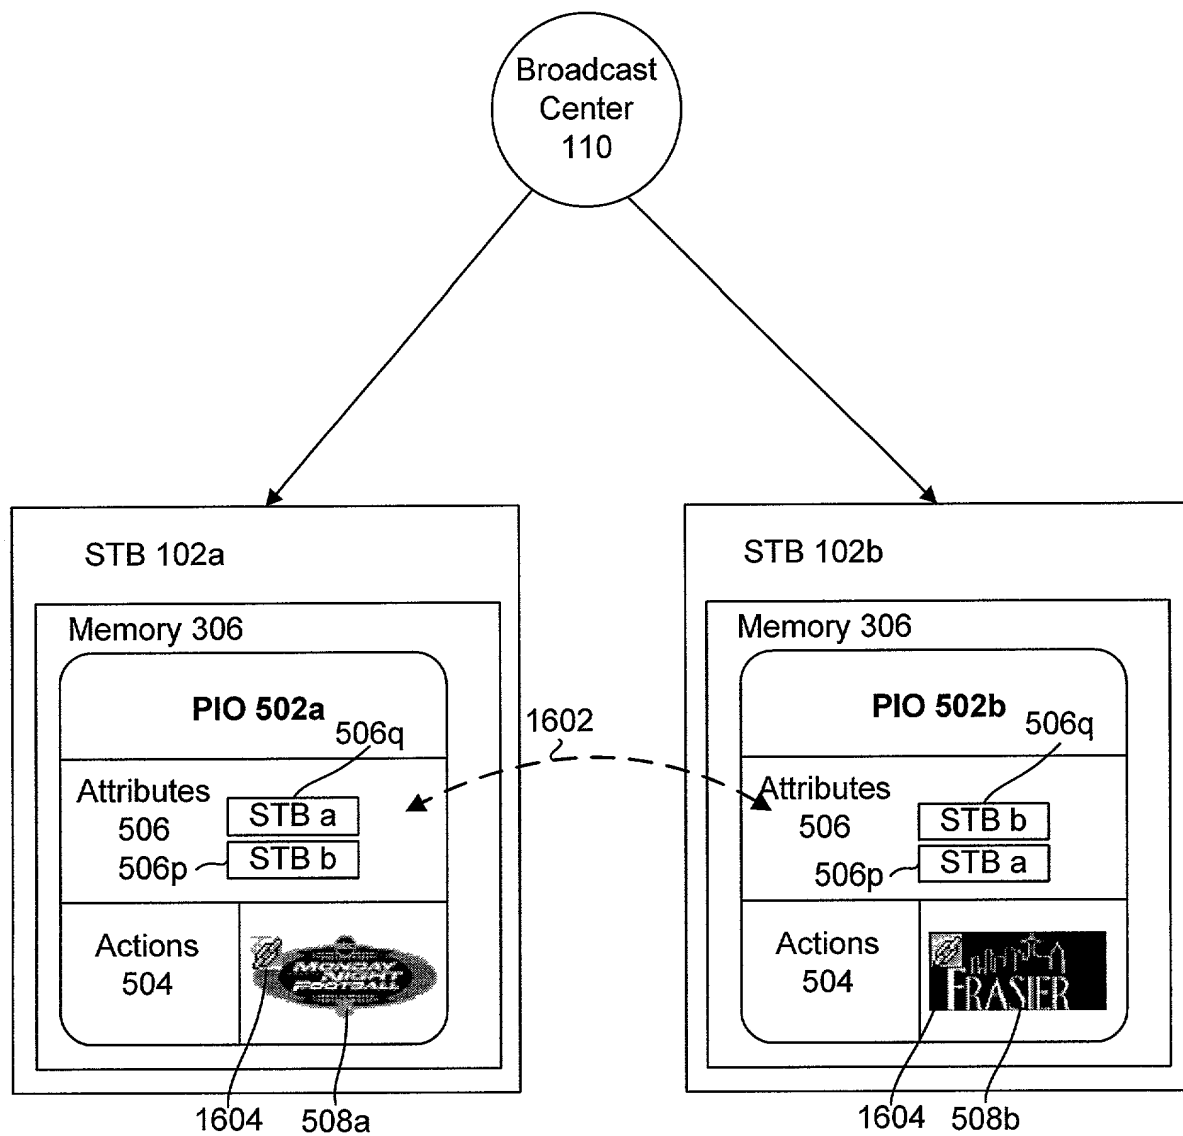 Broadcast
Center
110
STB 102a
Memory 306
PIO 502a
506q
Attributes
506
STB a
506p
STB b
Actions
504
MONDAY
NIGHT
FOOTBALL
1604
508a
1602
STB 102b
Memory 306
PIO 502b
506q
Attributes
506
STB b
506p
STB a
Actions
504
FRASIER
1604
508b